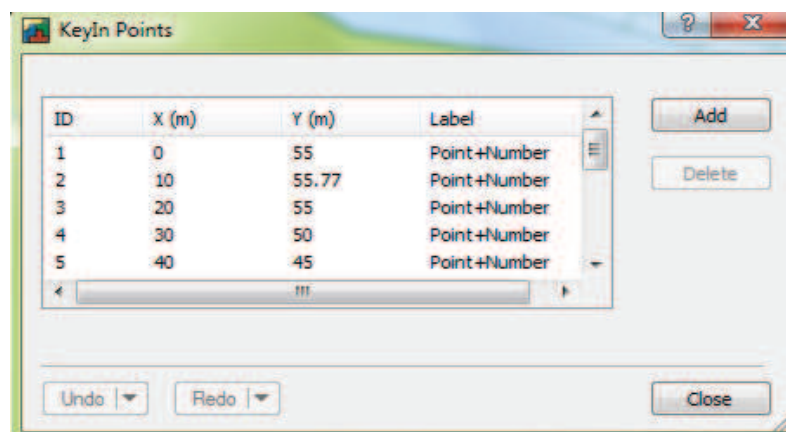 KeyIn Points
ID X (m) Y (m) Label
1 0 55 Point+Number
2 10 55.77 Point+Number
3 20 55 Point+Number
4 30 50 Point+Number
5 40 45 Point+Number
Add
Delete
Undo Redo Close